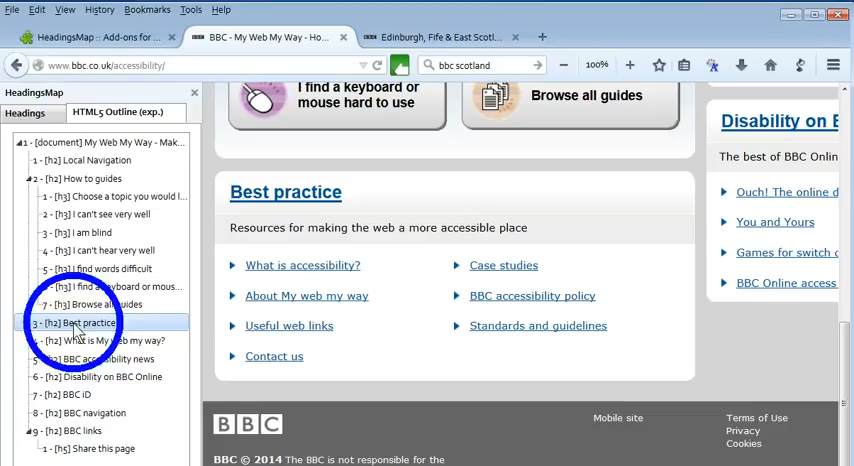 File Edit View History Bookmarks Tools Help
HeadingsMap :: Add-ons for ...
BBC - My Web My Way - Ho...
Edinburgh, Fife & East Scotl...
www.bbc.co.uk/accessibility/
bbc scotland
100%
HeadingsMap
Headings
HTML5 Outline (exp.)
1 - [document] My Web My Way - Mak...
1 - [h2] Local Navigation
2 - [h2] How to guides
1 - [h3] Choose a topic you would l...
2 - [h3] I can't see very well
3 - [h3] I am blind
4 - [h3] I can't hear very well
5 - [h3] I find words difficult
6 - [h3] I find a keyboard or mous...
7 - [h3] Browse all guides
3 - [h2] Best practice
4 - [h2] What is My web my way?
5 - [h2] BBC accessibility news
6 - [h2] Disability on BBC Online
7 - [h2] BBC iD
8 - [h2] BBC navigation
9 - [h2] BBC links
1 - [h5] Share this page
I find a keyboard or
mouse hard to use
Browse all guides
Best practice
Resources for making the web a more accessible place
What is accessibility?
About My web my way
Useful web links
Contact us
Case studies
BBC accessibility policy
Standards and guidelines
Disability on B
The best of BBC Onlin
Ouch! The online d
You and Yours
Games for switch c
BBC Online access
BBC
Mobile site
Terms of Use
Privacy
Cookies
BBC © 2014 The BBC is not responsible for the